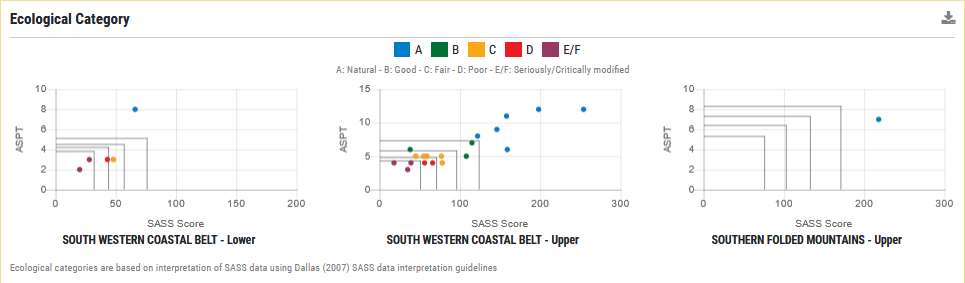 Ecological Category
A B C D E/F
A: Natural - B: Good - C: Fair - D: Poor - E/F: Seriously/Critically modified
10
8
6
4
2
0
ASPT
0 50 100 150 200
SASS Score
SOUTH WESTERN COASTAL BELT - Lower
15
10
5
0
ASPT
0 100 200 300
SASS Score
SOUTH WESTERN COASTAL BELT - Upper
10
8
6
4
2
0
ASPT
0 100 200 300
SASS Score
SOUTHERN FOLDED MOUNTAINS - Upper
Ecological categories are based on interpretation of SASS data using Dallas (2007) SASS data interpretation guidelines